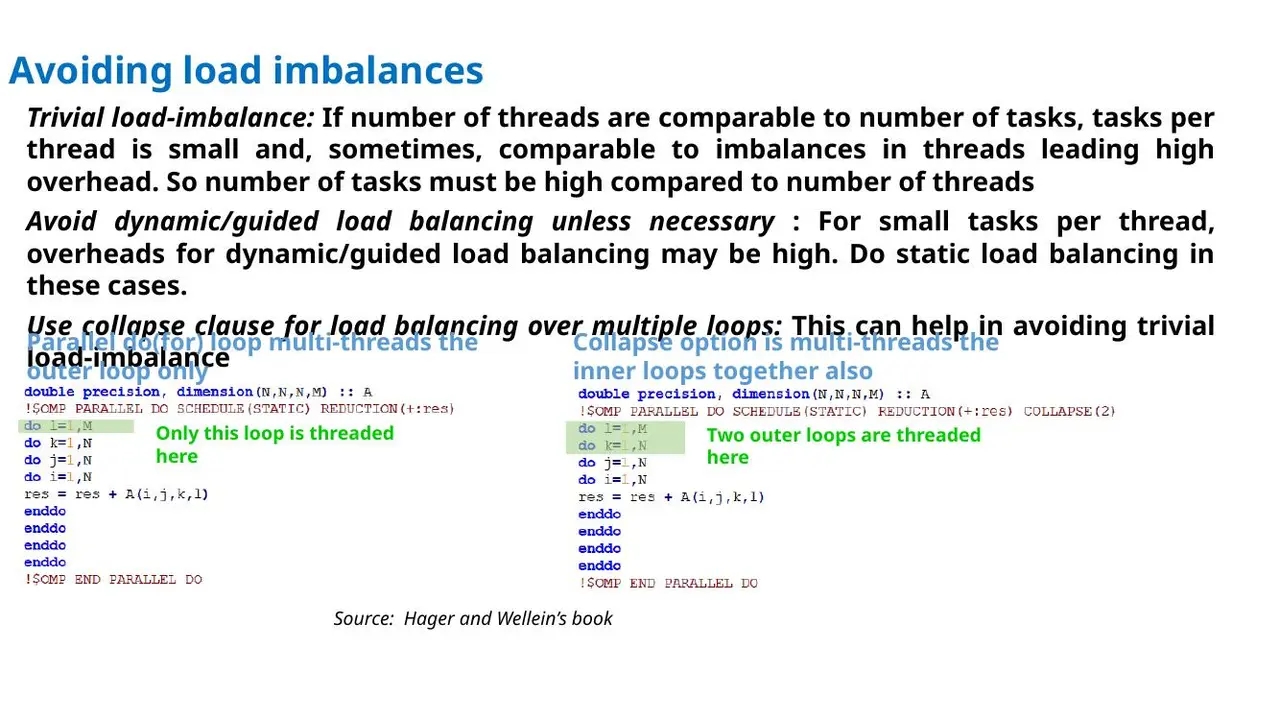 Avoiding load imbalances
Trivial load-imbalance: If number of threads are comparable to number of tasks, tasks per
thread is small and, sometimes, comparable to imbalances in threads leading high
overhead. So number of tasks must be high compared to number of threads
Avoid dynamic/guided load balancing unless necessary : For small tasks per thread,
overheads for dynamic/guided load balancing may be high. Do static load balancing in
these cases.
Use collapse clause for load balancing over multiple loops: This can help in avoiding trivial
load-imbalance
Parallel do(for) loop multi-threads the
outer loop only
double precision, dimension(N,N,N,M) :: A
!$OMP PARALLEL DO SCHEDULE(STATIC) REDUCTION(+:res)
do l=1,M
do k=1,N
do j=1,N
do i=1,N
res = res + A(i,j,k,l)
enddo
enddo
enddo
enddo
!$OMP END PARALLEL DO
Only this loop is threaded
here
Collapse option is multi-threads the
inner loops together also
double precision, dimension(N,N,N,M) :: A
!$OMP PARALLEL DO SCHEDULE(STATIC) REDUCTION(+:res) COLLAPSE(2)
do l=1,M
do k=1,N
do j=1,N
do i=1,N
res = res + A(i,j,k,l)
enddo
enddo
enddo
enddo
!$OMP END PARALLEL DO
Two outer loops are threaded
here
Source: Hager and Wellein's book